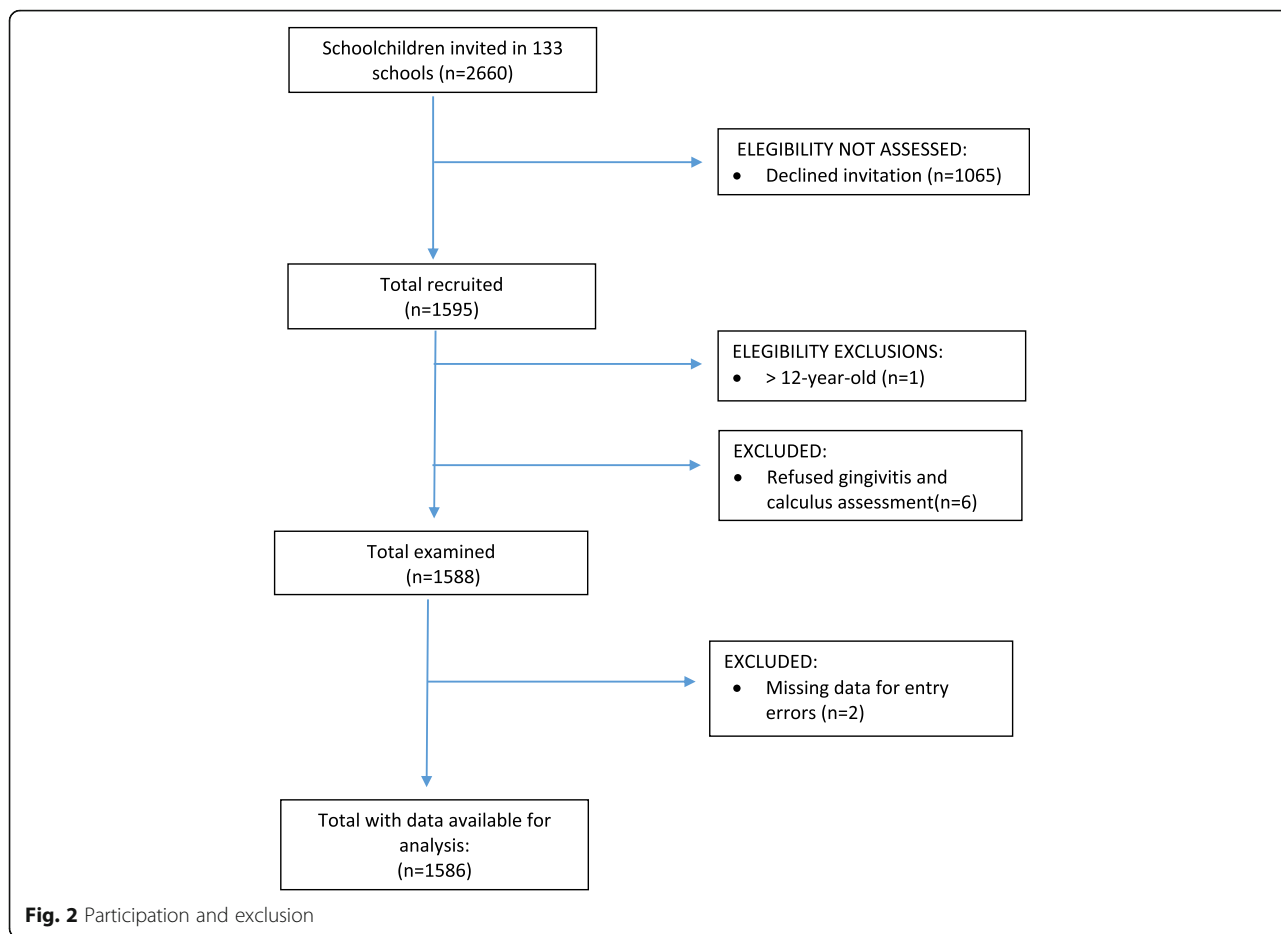 Schoolchildren invited in 133
schools (n=2660)
ELEGIBILITY NOT ASSESSED:
• Declined invitation (n=1065)
Total recruited
(n=1595)
ELEGIBILITY EXCLUSIONS:
• > 12-year-old (n=1)
EXCLUDED:
• Refused gingivitis and
calculus assessment(n=6)
Total examined
(n=1588)
EXCLUDED:
• Missing data for entry
errors (n=2)
Total with data available for
analysis:
(n=1586)
Fig. 2 Participation and exclusion